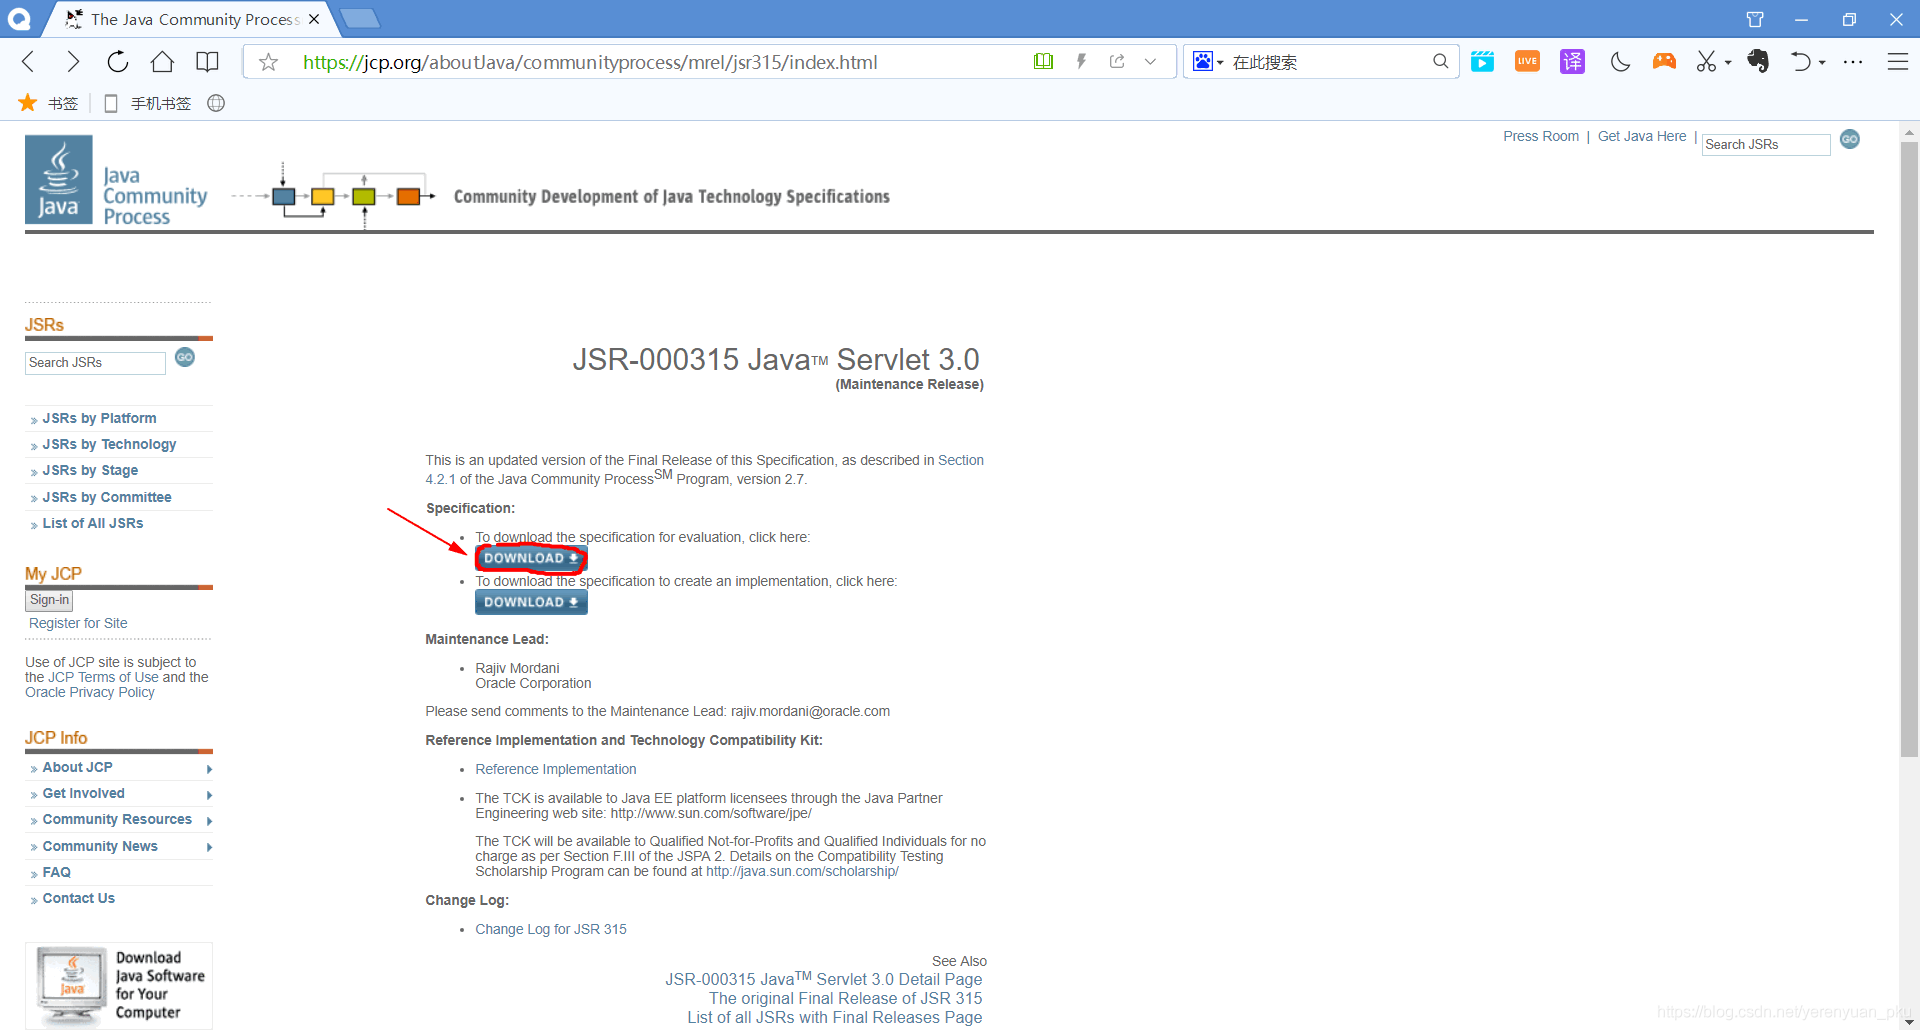 The Java Community Process
https://jcp.org/aboutJava/communityprocess/mrel/jsr315/index.html
在此搜索
LIVE
译
书签
手机书签
Press Room | Get Java Here |
Search JSRs
GO
Java
Java
Community
Process
Community Development of Java Technology Specifications
JSRs
Search JSRs
GO
JSRs by Platform
JSRs by Technology
JSRs by Stage
JSRs by Committee
List of All JSRs
My JCP
Sign-in
Register for Site
Use of JCP site is subject to
the JCP Terms of Use and the
Oracle Privacy Policy
JCP Info
About JCP
Get Involved
Community Resources
Community News
FAQ
Contact Us
Java
Download
Java Software
for Your
Computer
JSR-000315 Java™ Servlet 3.0
(Maintenance Release)
This is an updated version of the Final Release of this Specification, as described in Section
4.2.1 of the Java Community ProcessSM Program, version 2.7.
Specification:
• To download the specification for evaluation, click here:
DOWNLOAD
• To download the specification to create an implementation, click here:
DOWNLOAD
Maintenance Lead:
• Rajiv Mordani
Oracle Corporation
Please send comments to the Maintenance Lead: rajiv.mordani@oracle.com
Reference Implementation and Technology Compatibility Kit:
• Reference Implementation
• The TCK is available to Java EE platform licensees through the Java Partner
Engineering web site: http://www.sun.com/software/jpe/
The TCK will be available to Qualified Not-for-Profits and Qualified Individuals for no
charge as per Section F.III of the JSPA 2. Details on the Compatibility Testing
Scholarship Program can be found at http://java.sun.com/scholarship/
Change Log:
• Change Log for JSR 315
See Also
JSR-000315 Java™ Servlet 3.0 Detail Page
The original Final Release of JSR 315
List of all JSRs with Final Releases Page
https://blog.csdn.net/yerenyuan_pku